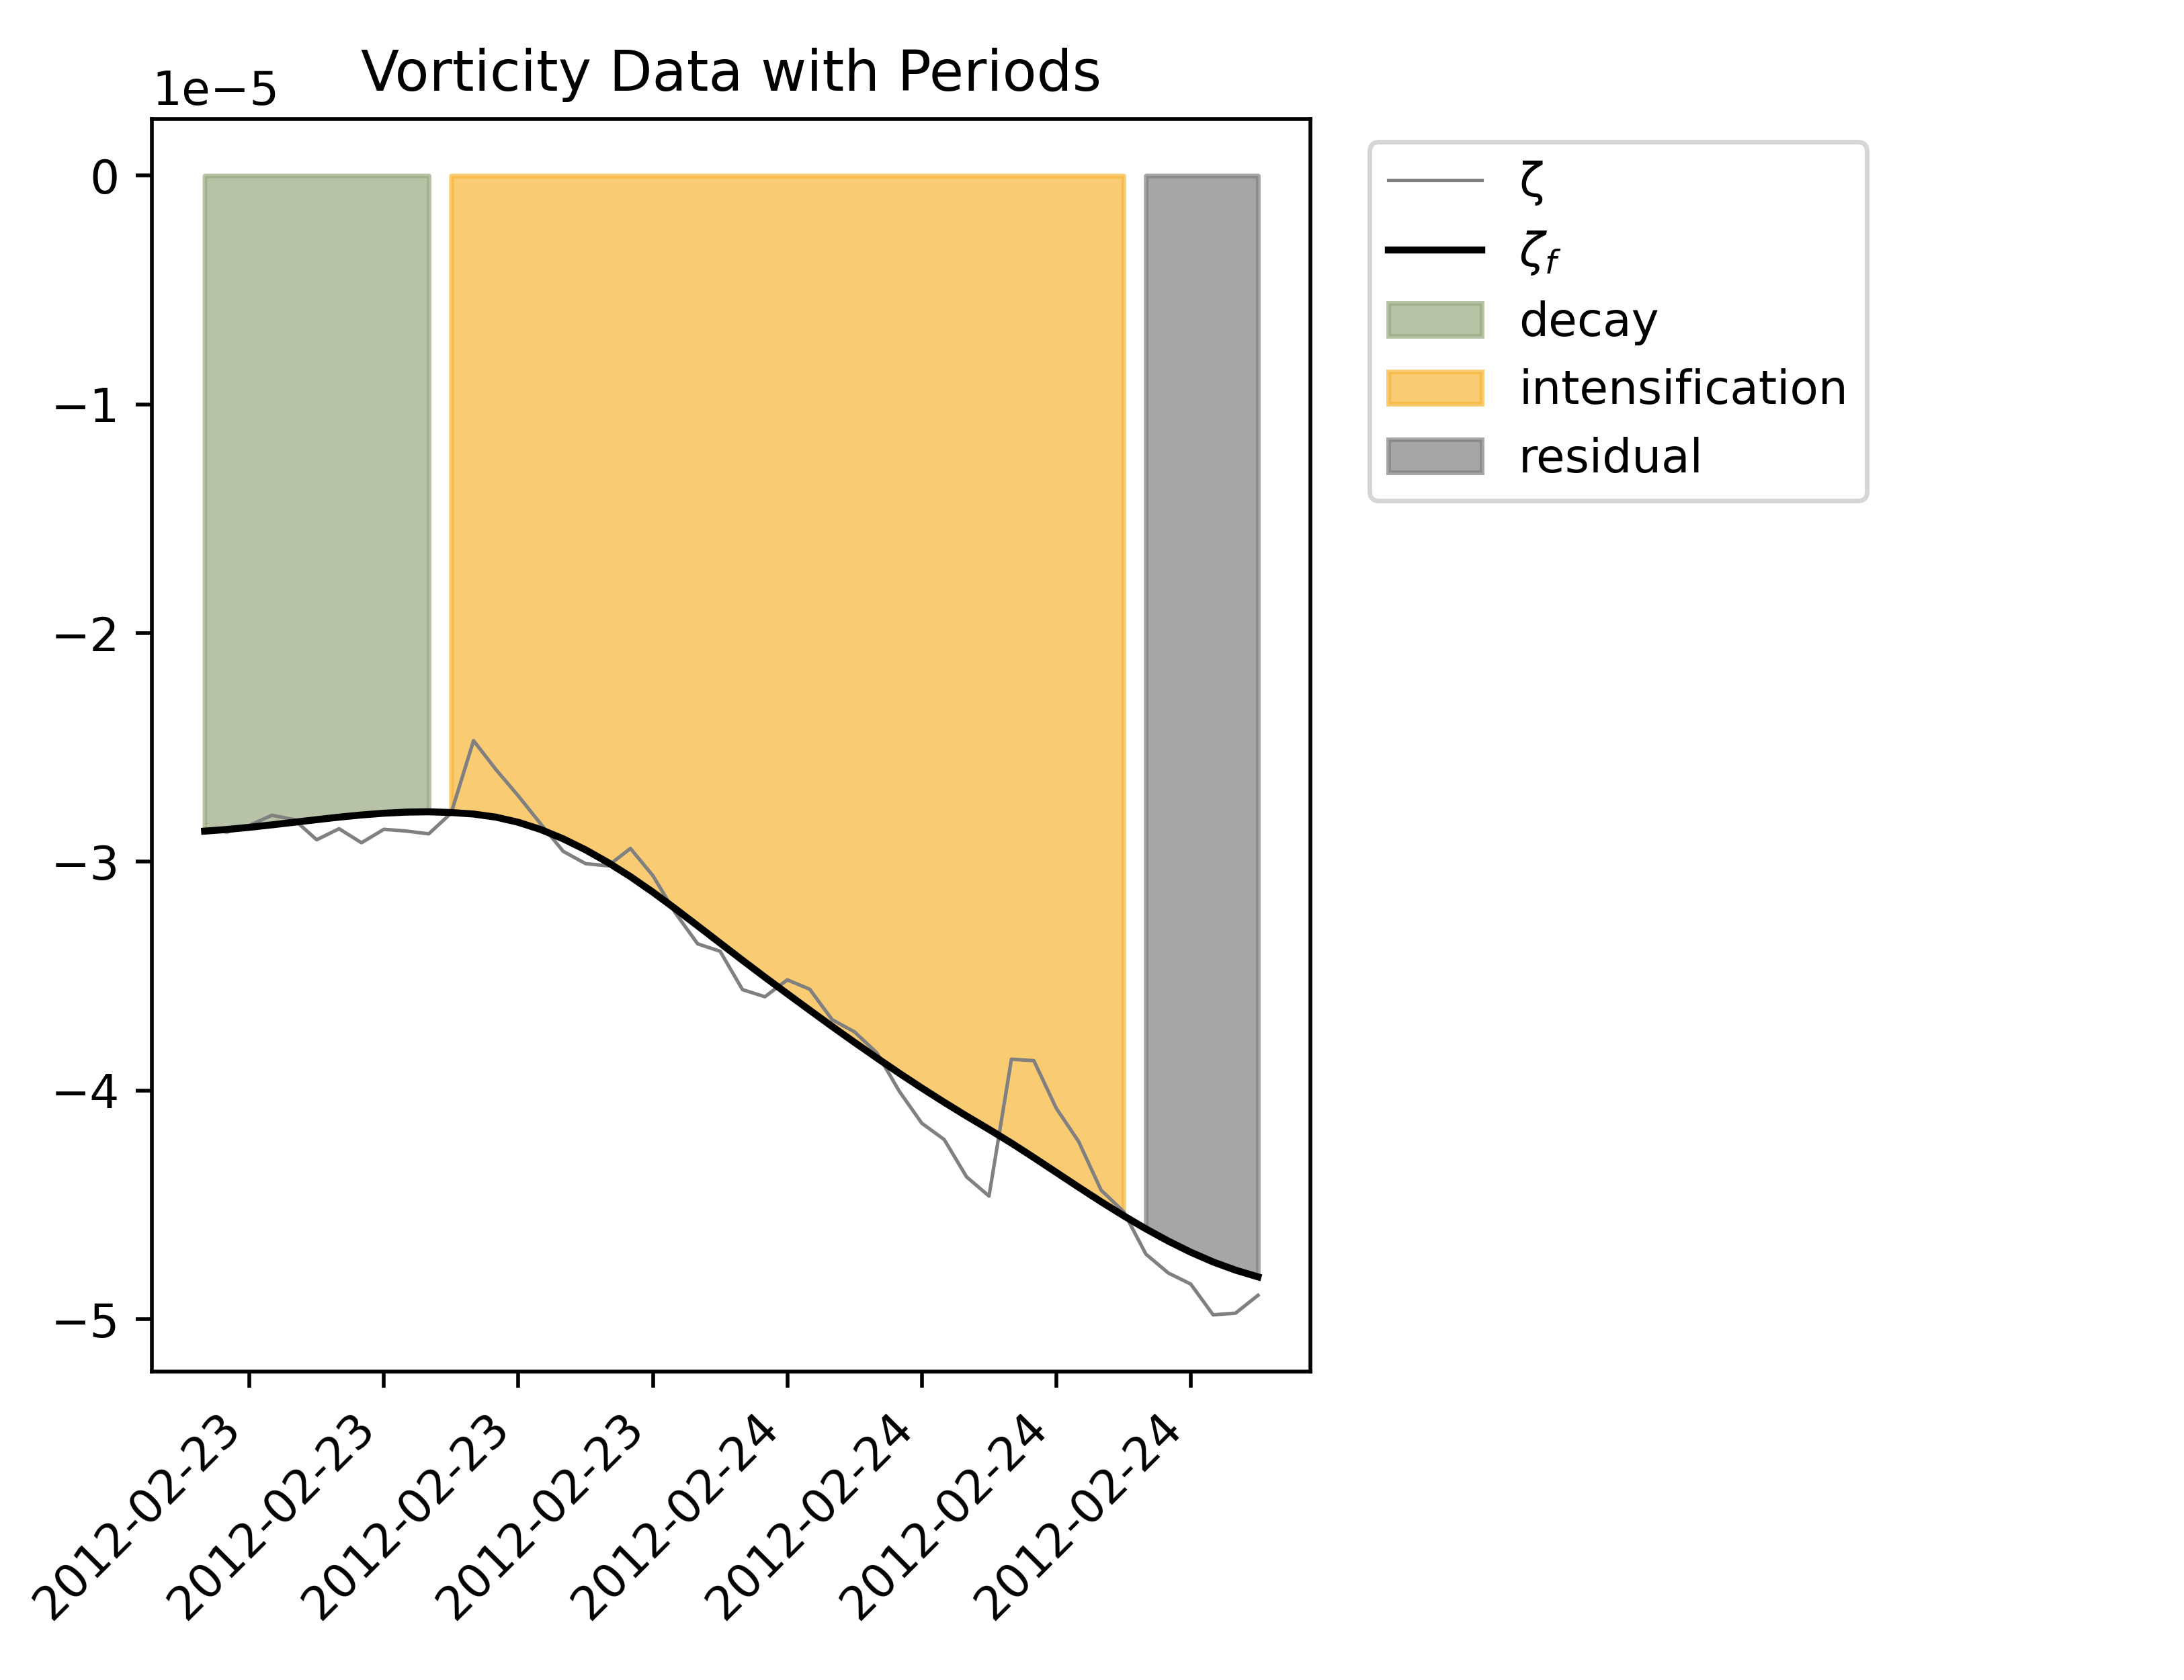 Vorticity Data with Periods
1e−5
0
−1
−2
−3
−4
−5
2012-02-23
2012-02-23
2012-02-23
2012-02-23
2012-02-24
2012-02-24
2012-02-24
2012-02-24
ζ
ζf
decay
intensification
residual